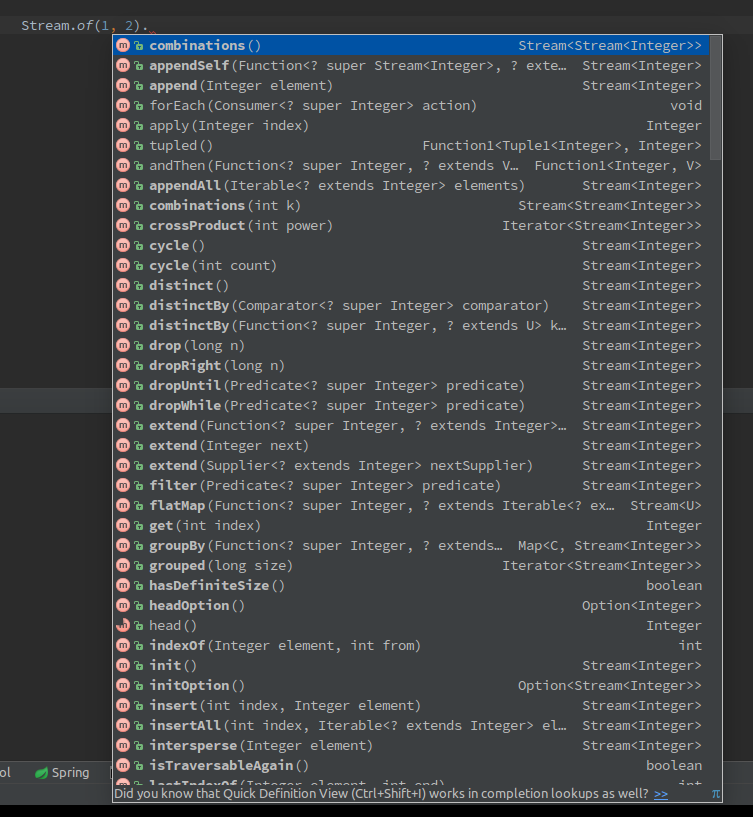 Stream.of(1, 2).
combinations() Stream<Stream<Integer>>
appendSelf(Function<? super Stream<Integer>, ? exte… Stream<Integer>
append(Integer element) Stream<Integer>
forEach(Consumer<? super Integer> action) void
apply(Integer index) Integer
tupled() Function1<Tuple1<Integer>, Integer>
andThen(Function<? super Integer, ? extends V… Function1<Integer, V>
appendAll(Iterable<? extends Integer> elements) Stream<Integer>
combinations(int k) Stream<Stream<Integer>>
crossProduct(int power) Iterator<Stream<Integer>>
cycle() Stream<Integer>
cycle(int count) Stream<Integer>
distinct() Stream<Integer>
distinctBy(Comparator<? super Integer> comparator) Stream<Integer>
distinctBy(Function<? super Integer, ? extends U> k… Stream<Integer>
drop(long n) Stream<Integer>
dropRight(long n) Stream<Integer>
dropUntil(Predicate<? super Integer> predicate) Stream<Integer>
dropWhile(Predicate<? super Integer> predicate) Stream<Integer>
extend(Function<? super Integer, ? extends Integer>… Stream<Integer>
extend(Integer next) Stream<Integer>
extend(Supplier<? extends Integer> nextSupplier) Stream<Integer>
filter(Predicate<? super Integer> predicate) Stream<Integer>
flatMap(Function<? super Integer, ? extends Iterable<? ex… Stream<U>
get(int index) Integer
groupBy(Function<? super Integer, ? extends… Map<C, Stream<Integer>>
grouped(long size) Iterator<Stream<Integer>>
hasDefiniteSize() boolean
headOption() Option<Integer>
head() Integer
indexOf(Integer element, int from) int
init() Stream<Integer>
initOption() Option<Stream<Integer>>
insert(int index, Integer element) Stream<Integer>
insertAll(int index, Iterable<? extends Integer> el… Stream<Integer>
intersperse(Integer element) Stream<Integer>
isTraversableAgain() boolean
ol Spring
lastIndexOf(Integer element, int end) int
Did you know that Quick Definition View (Ctrl+Shift+I) works in completion lookups as well? >> π